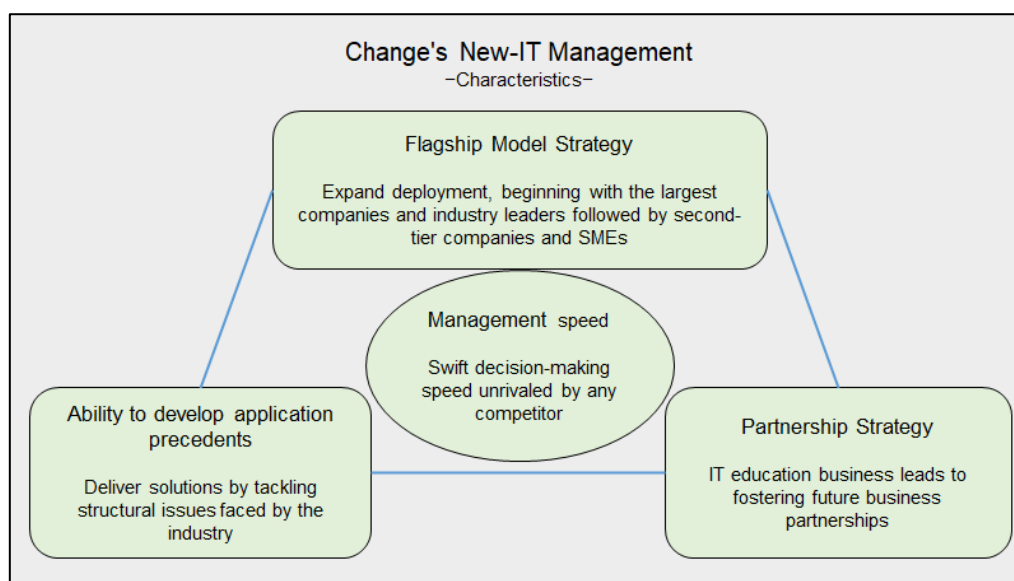 Change's New-IT Management
−Characteristics−
Flagship Model Strategy
Expand deployment, beginning with the largest
companies and industry leaders followed by second-
tier companies and SMEs
Management speed
Swift decision-making
speed unrivaled by any
competitor
Ability to develop application
precedents
Deliver solutions by tackling
structural issues faced by the
industry
Partnership Strategy
IT education business leads to
fostering future business
partnerships